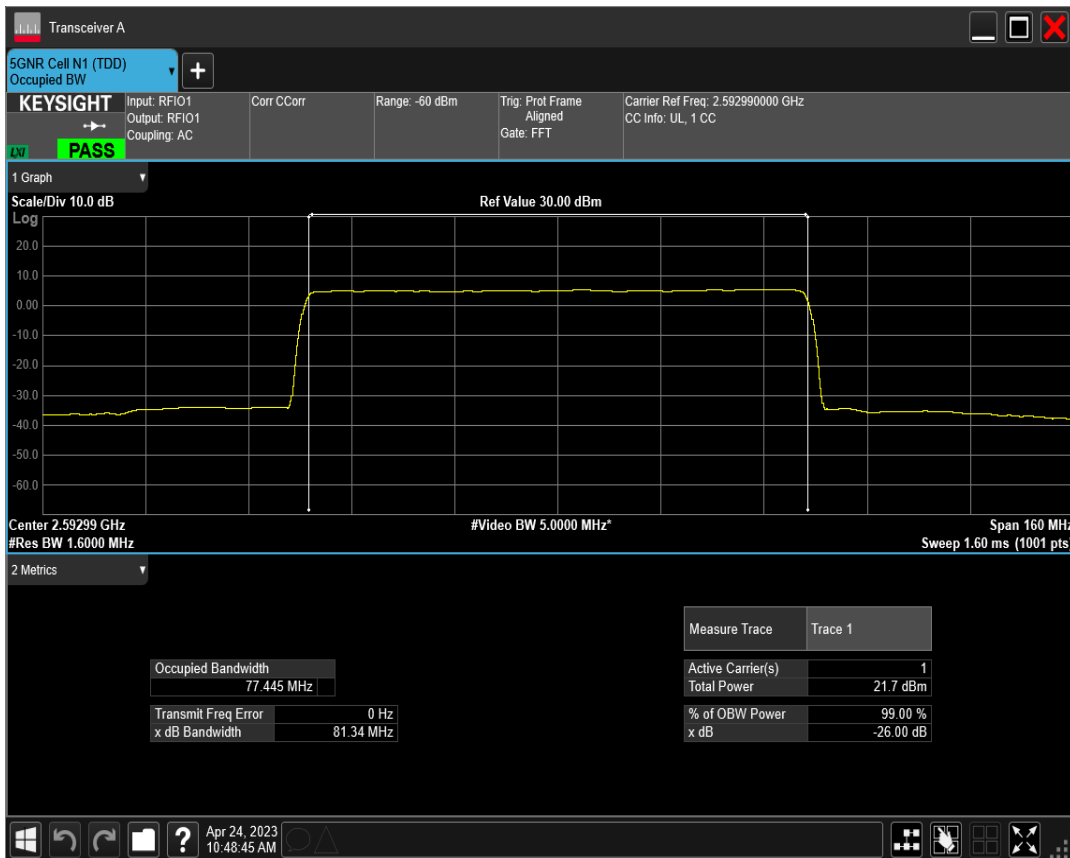 Transceiver A
5GNR Cell N1 (TDD)
Occupied BW
KEYSIGHT
LXI
PASS
Input: RFIO1
Output: RFIO1
Coupling: AC
Corr CCorr
Range: -60 dBm
Trig: Prot Frame
Aligned
Gate: FFT
Carrier Ref Freq: 2.592990000 GHz
CC Info: UL, 1 CC
1 Graph
Scale/Div 10.0 dB
Ref Value 30.00 dBm
Log
20.0
10.0
0.00
-10.0
-20.0
-30.0
-40.0
-50.0
-60.0
Center 2.59299 GHz
#Video BW 5.0000 MHz*
Span 160 MHz
#Res BW 1.6000 MHz
Sweep 1.60 ms (1001 pts)
2 Metrics
Measure Trace Trace 1
Occupied Bandwidth
77.445 MHz
Active Carrier(s) 1
Total Power 21.7 dBm
Transmit Freq Error 0 Hz
x dB Bandwidth 81.34 MHz
% of OBW Power 99.00 %
x dB -26.00 dB
?
Apr 24, 2023
10:48:45 AM